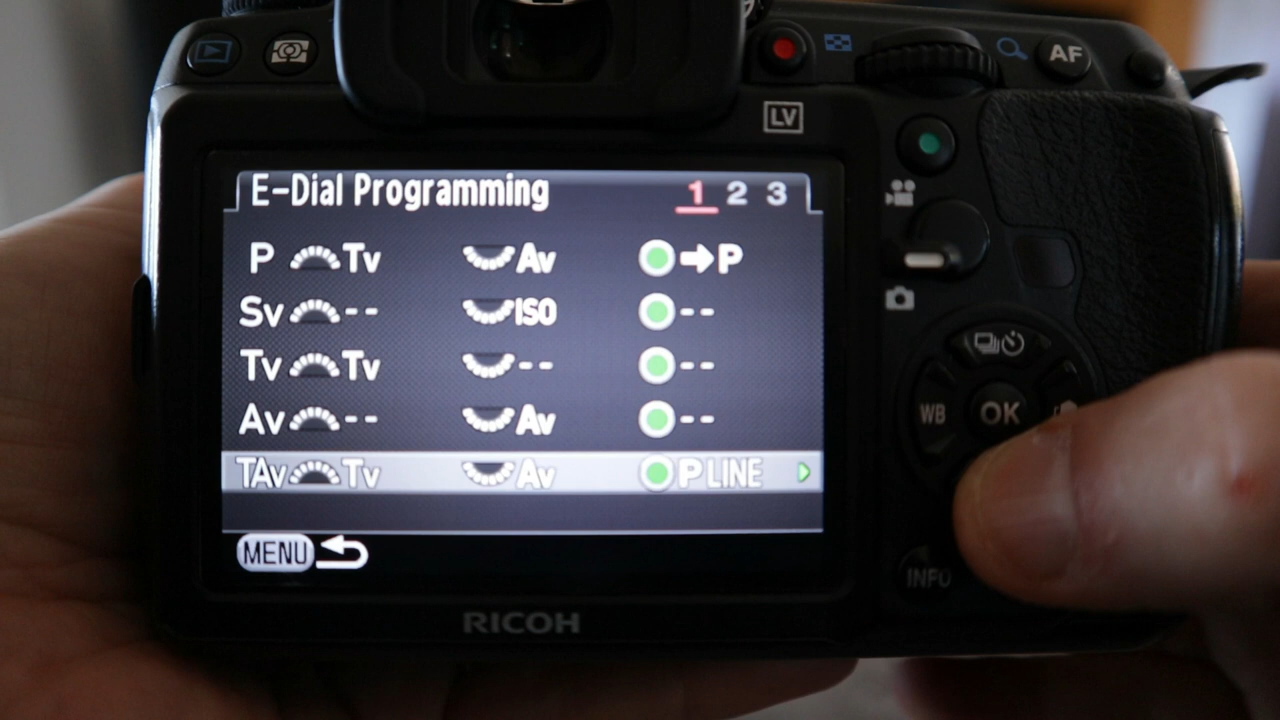 AF
LV
E-Dial Programming 1 2 3
P Tv Av P
Sv -- ISO --
Tv Tv -- --
Av -- Av --
TAv Tv Av P LINE
MENU
WB OK
INFO
RICOH